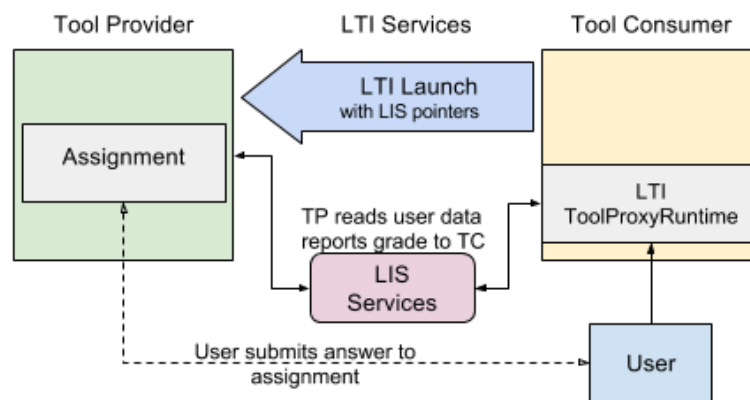 Tool Provider
LTI Services
Tool Consumer
LTI Launch
with LIS pointers
Assignment
LTI
ToolProxyRuntime
TP reads user data
reports grade to TC
LIS
Services
User submits answer to
assignment
User